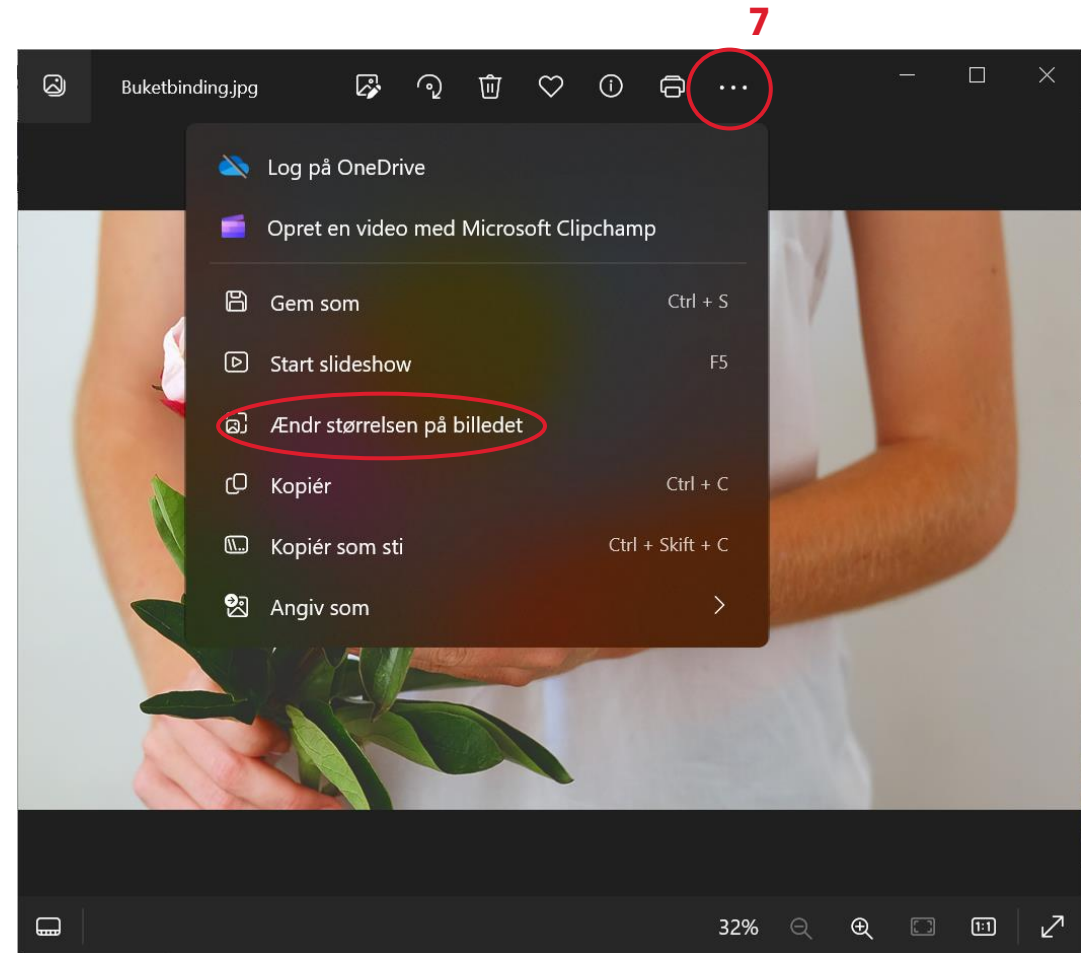 7
Buketbinding.jpg
Log på OneDrive
Opret en video med Microsoft Clipchamp
Gem som Ctrl + S
Start slideshow F5
Ændr størrelsen på billedet
Kopiér Ctrl + C
Kopiér som sti Ctrl + Skift + C
Angiv som
32% 1:1